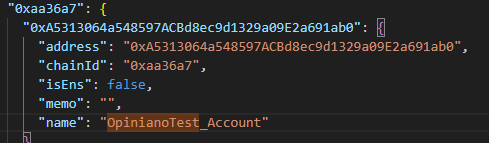 "0xaa36a7": {
"0xA5313064a548597ACBd8ec9d1329a09E2a691ab0": {
"address": "0xA5313064a548597ACBd8ec9d1329a09E2a691ab0",
"chainId": "0xaa36a7",
"isEns": false,
"memo": "",
"name": "OpinianoTest_Account"
}